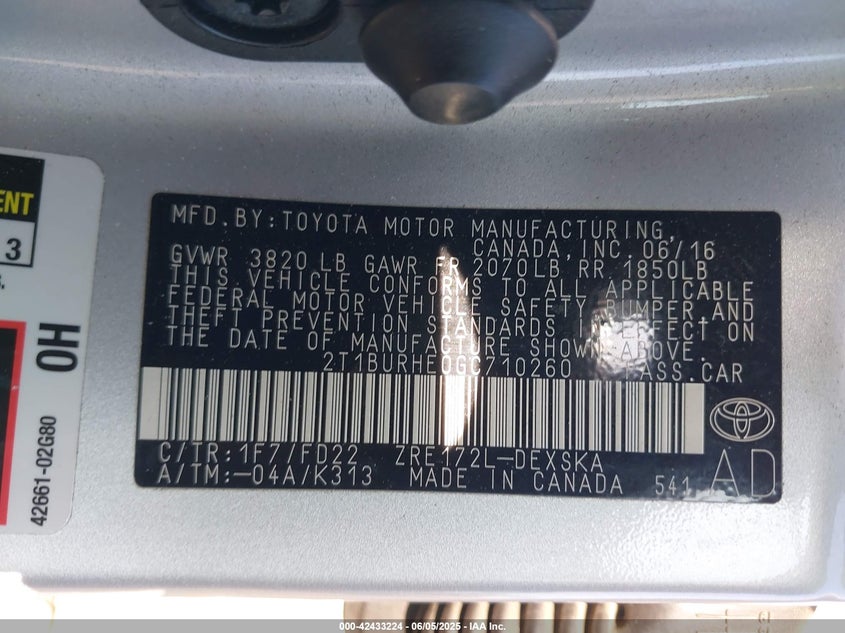 ENT
3
OH
42661-02G80
MFD.BY:TOYOTA MOTOR MANUFACTURING,
CANADA, INC. 06/16
GVWR 3820 LB GAWR FR 2070LB RR 1850LB
THIS VEHICLE CONFORMS TO ALL APPLICABLE
FEDERAL MOTOR VEHICLE SAFETY, BUMPER, AND
THEFT PREVENTION STANDARDS IN EFFECT ON
THE DATE OF MANUFACTURE SHOWN ABOVE.
2T1BURHE0GC710260 PASS.CAR
C/TR:1F7/FD22 ZRE172L-DEXSKA
A/TM:-04A/K313 MADE IN CANADA 541
AD
000-42433224 - 06/05/2025 - IAA Inc.